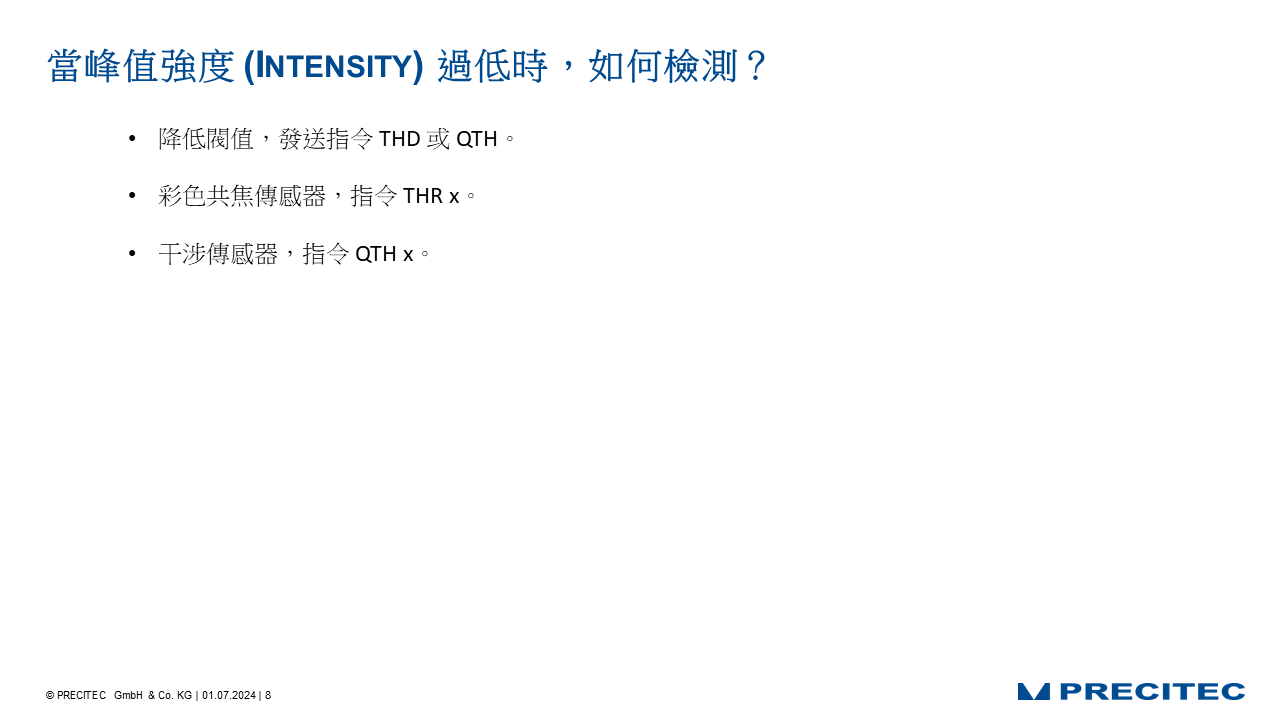 當峰值強度 (INTENSITY) 過低時，如何檢測？
• 降低閥值，發送指令 THD 或 QTH。
• 彩色共焦傳感器，指令 THR x。
• 干涉傳感器，指令 QTH x。
© PRECITEC GmbH & Co. KG | 01.07.2024 | 8
PRECITEC